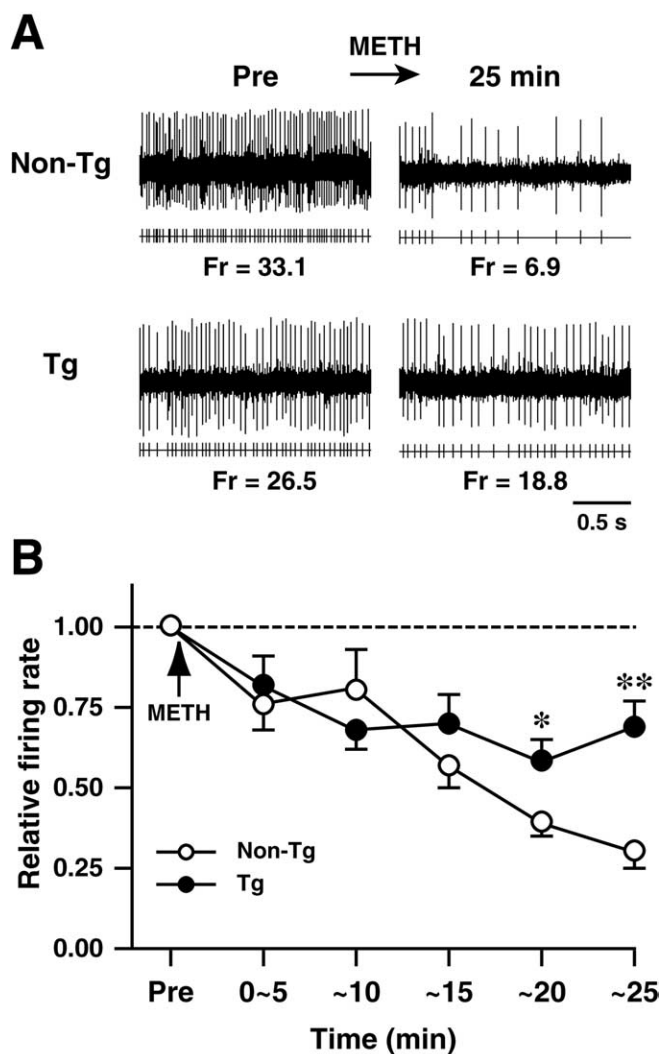 A
METH
Pre
25 min
Non-Tg
Fr = 33.1
Fr = 6.9
Tg
Fr = 26.5
Fr = 18.8
0.5 s
B
Relative firing rate
1.00
0.75
0.50
0.25
0.00
METH
*
**
Non-Tg
Tg
Pre
0~5
~10
~15
~20
~25
Time (min)